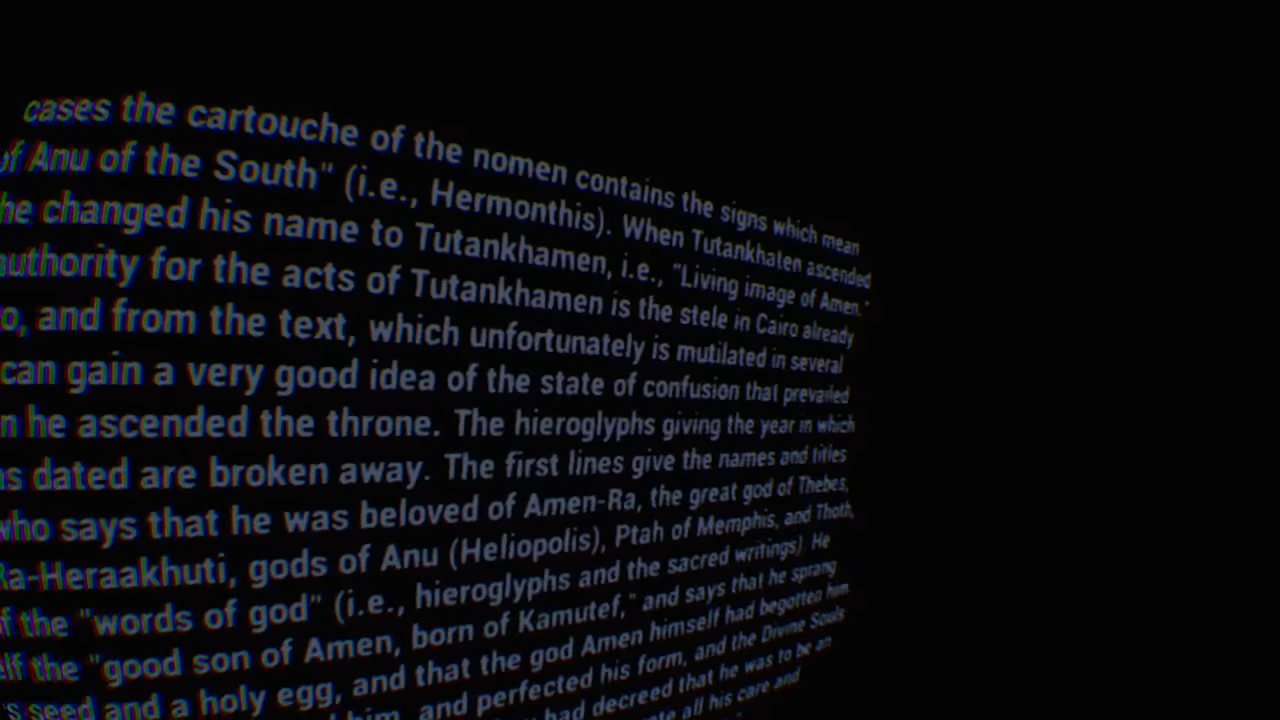 cases the cartouche of the nomen contains the signs which mean
of Anu of the South" (i.e., Hermonthis). When Tutankhaten ascended
he changed his name to Tutankhamen, i.e., "Living image of Amen."
authority for the acts of Tutankhamen is the stele in Cairo already
o, and from the text, which unfortunately is mutilated in several
can gain a very good idea of the state of confusion that prevailed
n he ascended the throne. The hieroglyphs giving the year in which
as dated are broken away. The first lines give the names and titles
who says that he was beloved of Amen-Ra, the great god of Thebes,
Ra-Heraakhuti, gods of Anu (Heliopolis), Ptah of Memphis, and Thoth,
of the "words of god" (i.e., hieroglyphs and the sacred writings). He
elf the "good son of Amen, born of Kamutef," and says that he sprang
's seed and a holy egg, and that the god Amen himself had begotten him.
him, and perfected his form, and the Divine Souls
had decreed that he was to be an
all his care and